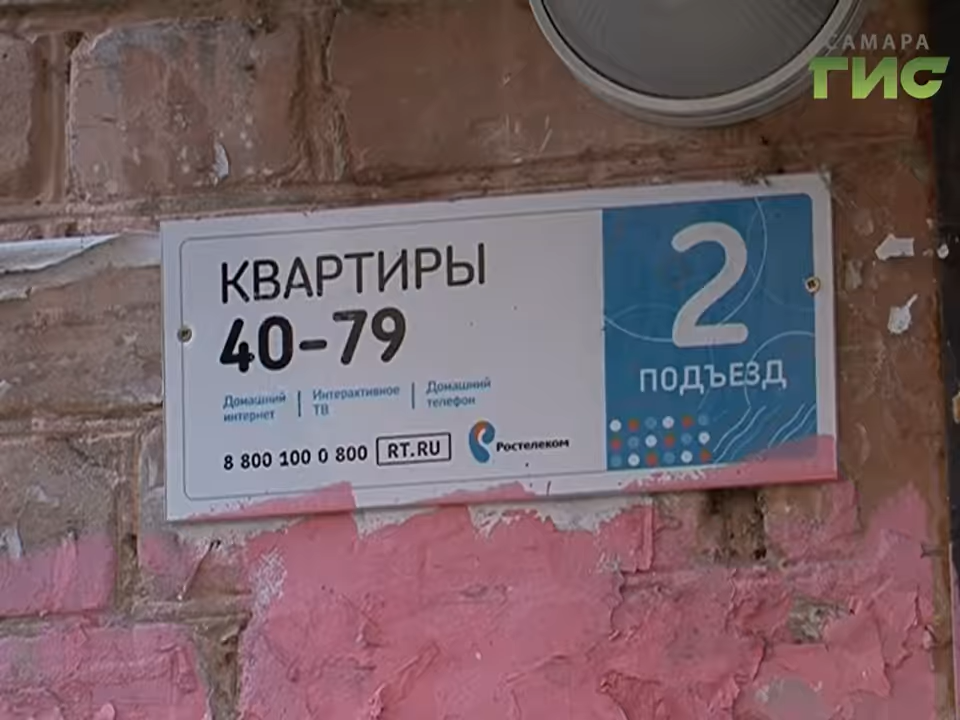 САМАРА
ГИС
КВАРТИРЫ
40-79
Домашний интернет
Интерактивное ТВ
Домашний телефон
8 800 100 0 800 RT.RU Ростелеком
2
ПОДЪЕЗД